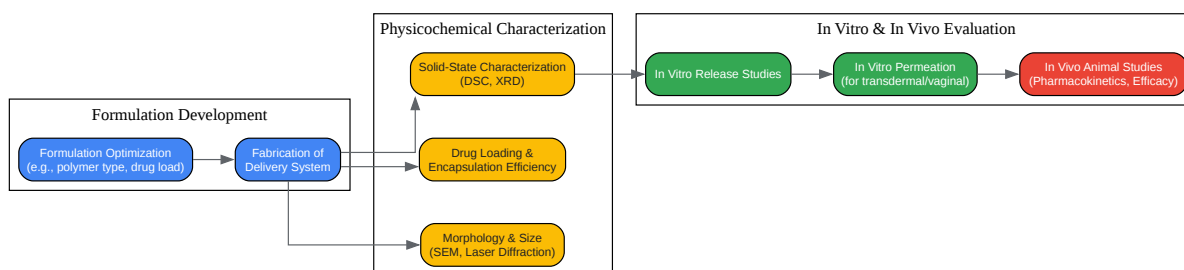 Formulation Development
Formulation Optimization
(e.g., polymer type, drug load)
Fabrication of
Delivery System
Physicochemical Characterization
Solid-State Characterization
(DSC, XRD)
Drug Loading &
Encapsulation Efficiency
Morphology & Size
(SEM, Laser Diffraction)
In Vitro & In Vivo Evaluation
In Vitro Release Studies
In Vitro Permeation
(for transdermal/vaginal)
In Vivo Animal Studies
(Pharmacokinetics, Efficacy)